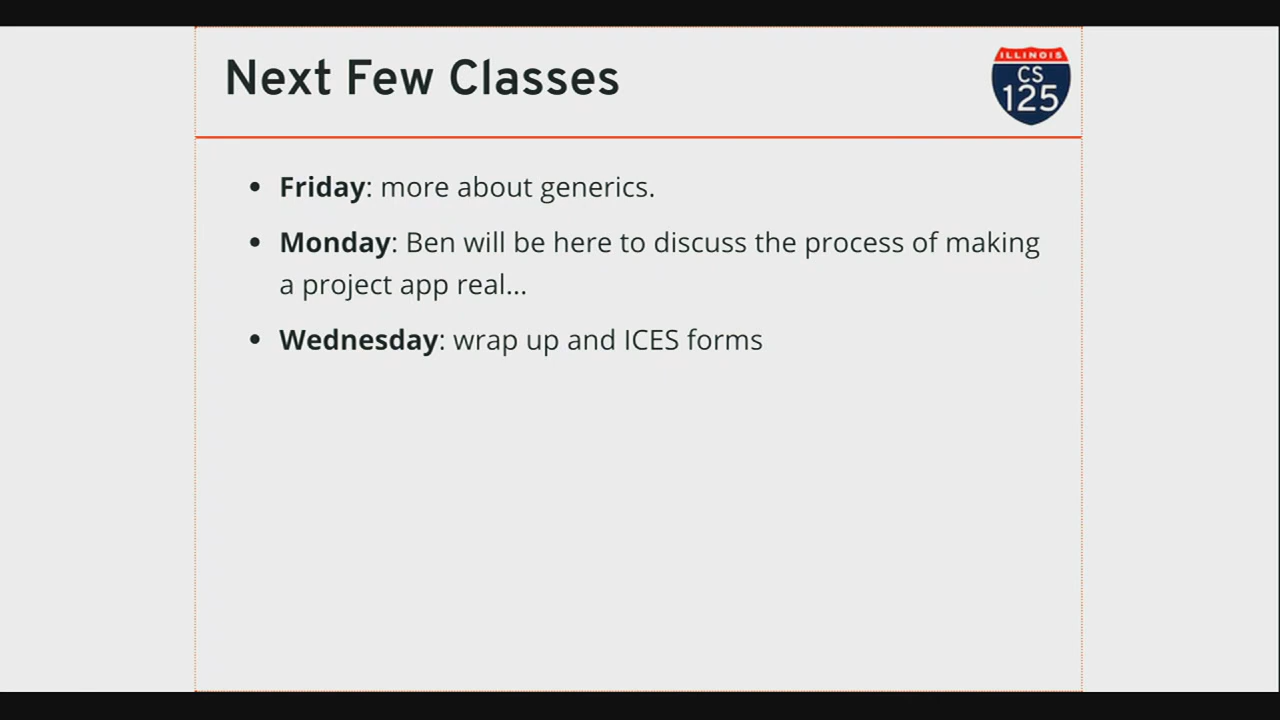 Next Few Classes
ILLINOIS
CS
125
Friday: more about generics.
Monday: Ben will be here to discuss the process of making
a project app real...
Wednesday: wrap up and ICES forms